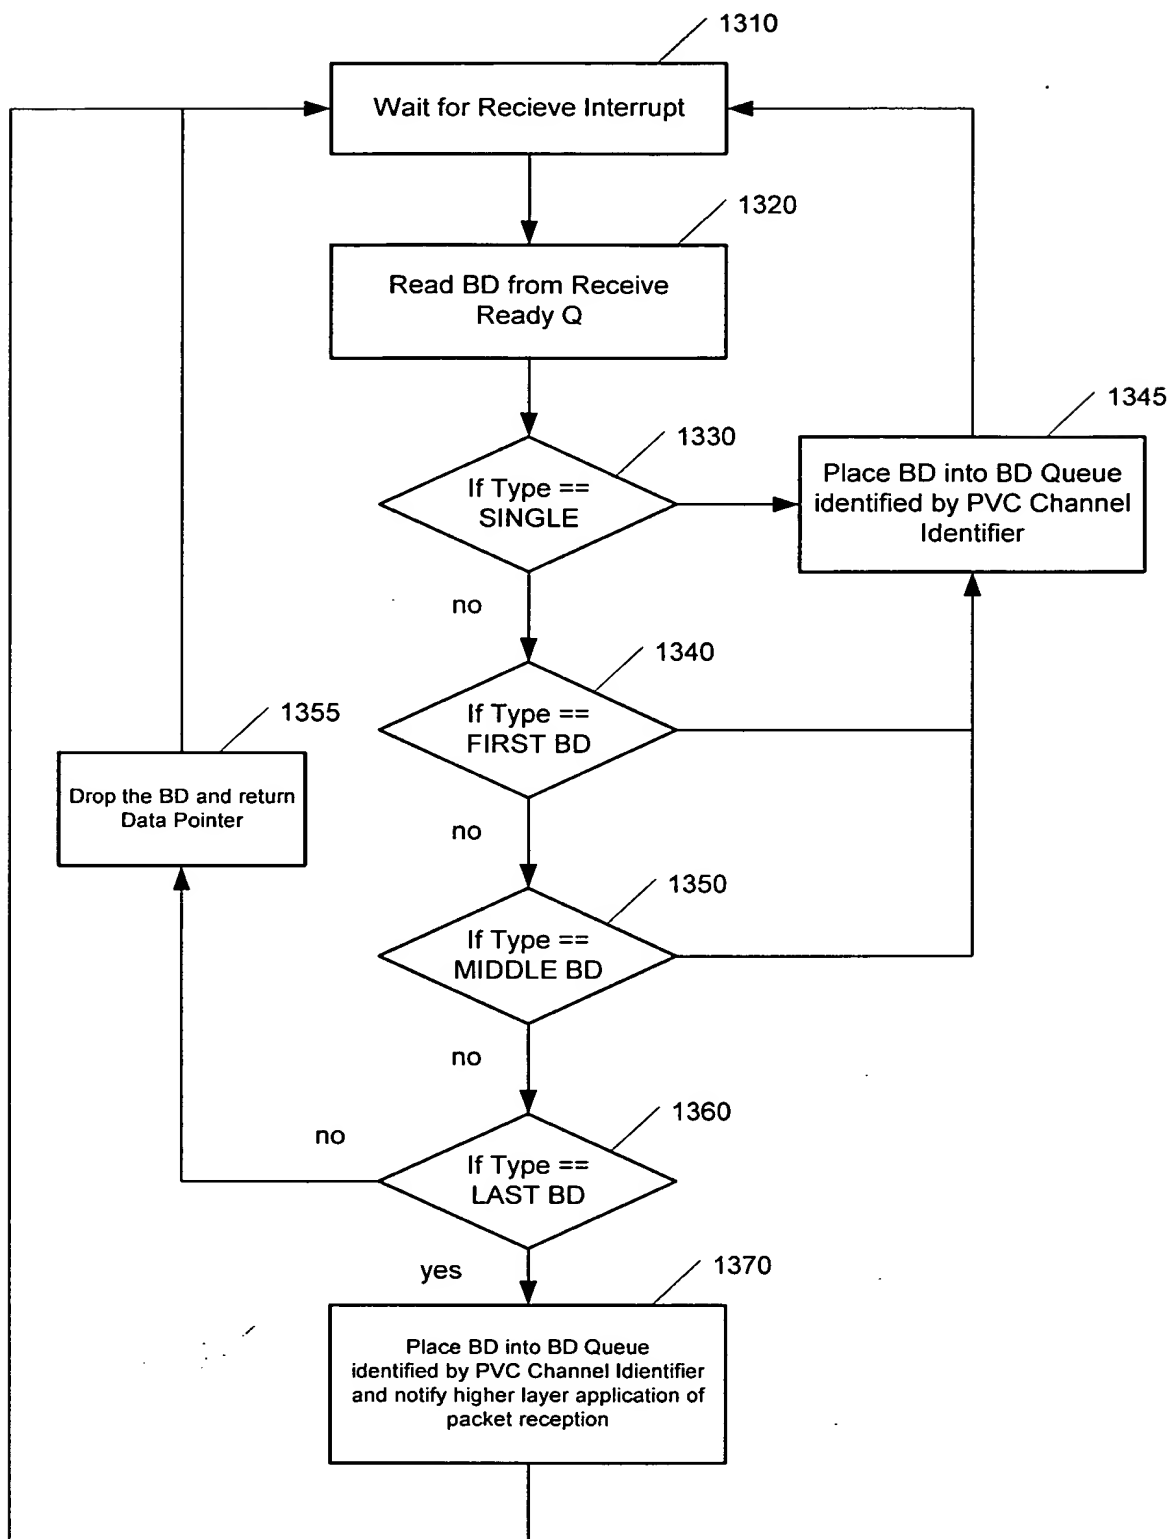 1310
Wait for Recieve Interrupt
1320
Read BD from Receive
Ready Q
1330
If Type ==
SINGLE
1345
Place BD into BD Queue
identified by PVC Channel
Identifier
no
1340
If Type ==
FIRST BD
1355
Drop the BD and return
Data Pointer
no
1350
If Type ==
MIDDLE BD
no
1360
no
If Type ==
LAST BD
yes
1370
Place BD into BD Queue
identified by PVC Channel Idientifier
and notify higher layer application of
packet reception